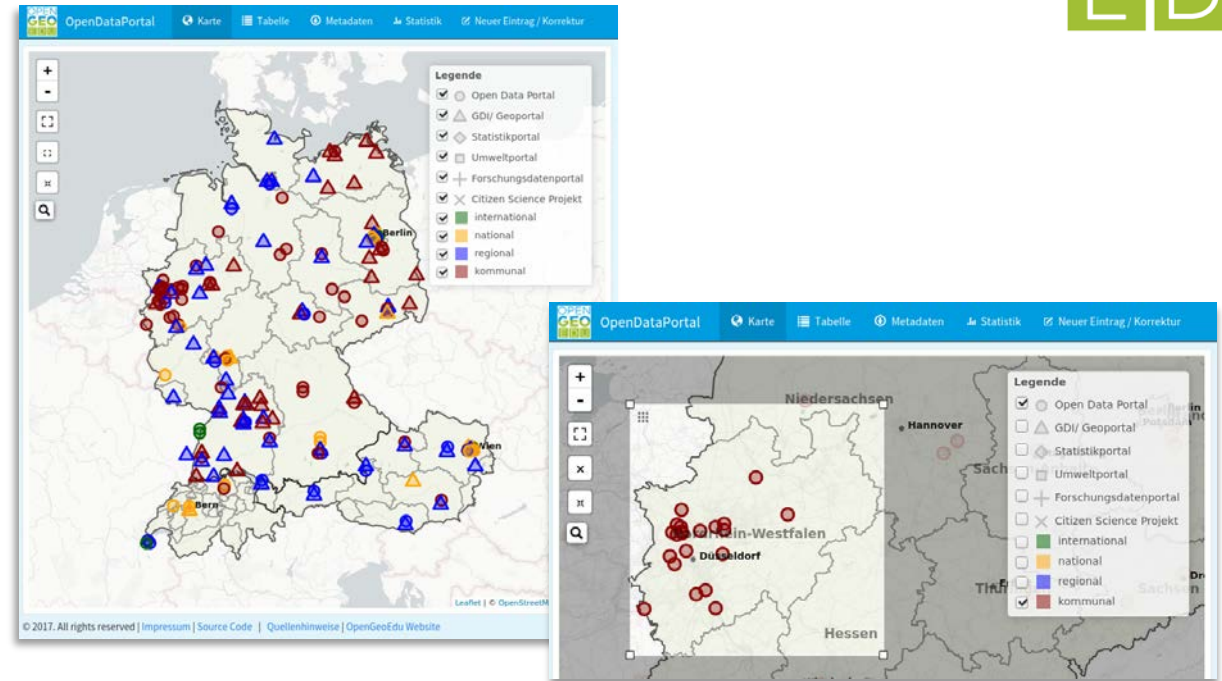 OPEN
GEO
EDU
OpenDataPortal
Karte
Tabelle
Metadaten
Statistik
Neuer Eintrag / Korrektur
+
-
Legende
Open Data Portal
GDI/ Geoportal
Statistikportal
Umweltportal
Forschungsdatenportal
Citizen Science Projekt
international
national
regional
kommunal
Berlin
Wien
Bern
Leaflet | © OpenStreetM
© 2017. All rights reserved | Impressum | Source Code | Quellenhinweise | OpenGeoEdu Website
E D
OPEN
GEO
EDU
OpenDataPortal
Karte
Tabelle
Metadaten
Statistik
Neuer Eintrag / Korrektur
+
-
Legende
Open Data Portal
GDI/ Geoportal
Statistikportal
Umweltportal
Forschungsdatenportal
Citizen Science Projekt
international
national
regional
kommunal
Niedersachsen
Hannover
Nordrhein-Westfalen
Düsseldorf
Hessen
Sachsen